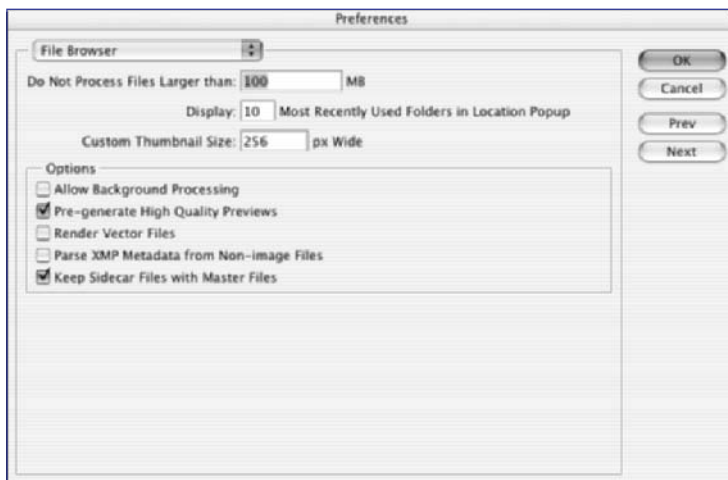 Preferences
File Browser
Do Not Process Files Larger than: 100 MB
Display: 10 Most Recently Used Folders in Location Popup
Custom Thumbnail Size: 256 px Wide
Options
Allow Background Processing
Pre-generate High Quality Previews
Render Vector Files
Parse XMP Metadata from Non-image Files
Keep Sidecar Files with Master Files
OK
Cancel
Prev
Next